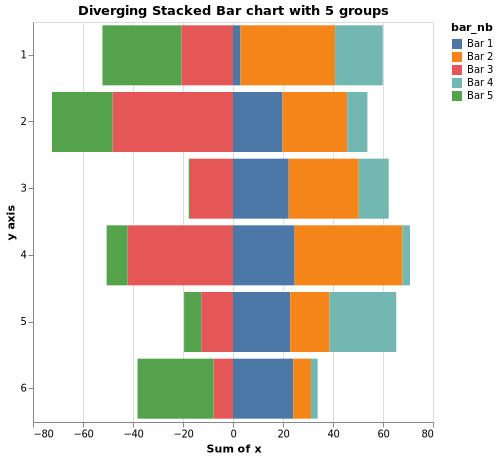 Diverging Stacked Bar chart with 5 groups
bar_nb
Bar 1
Bar 2
Bar 3
Bar 4
Bar 5
y axis
1
2
3
4
5
6
−80 −60 −40 −20 0 20 40 60 80
Sum of x